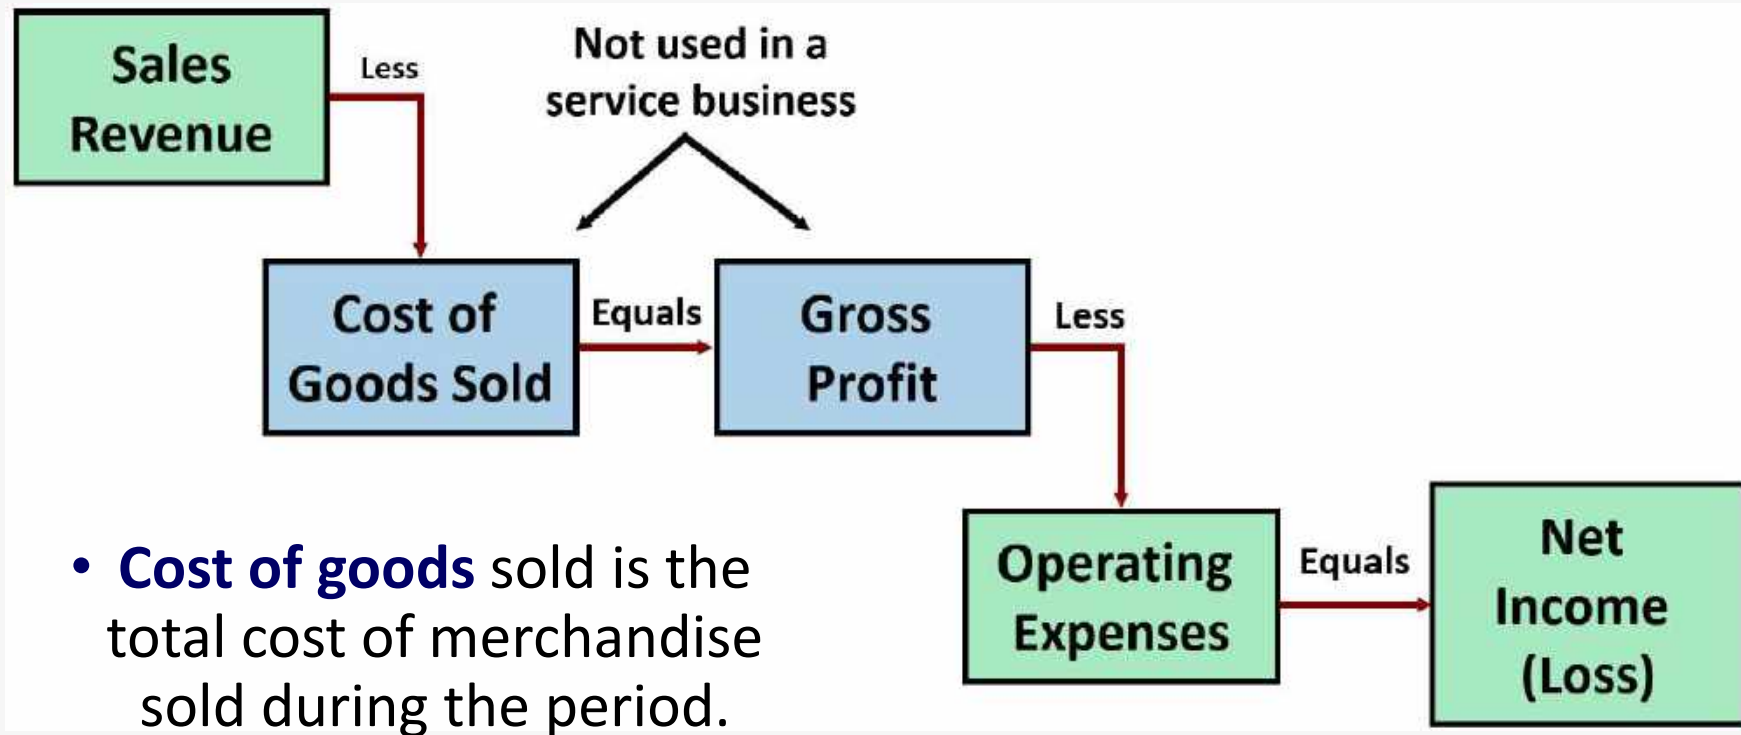 Sales
Revenue
Less
Not used in a
service business
Cost of
Goods Sold
Equals
Gross
Profit
Less
Operating
Expenses
Equals
Net
Income
(Loss)
• Cost of goods sold is the
total cost of merchandise
sold during the period.